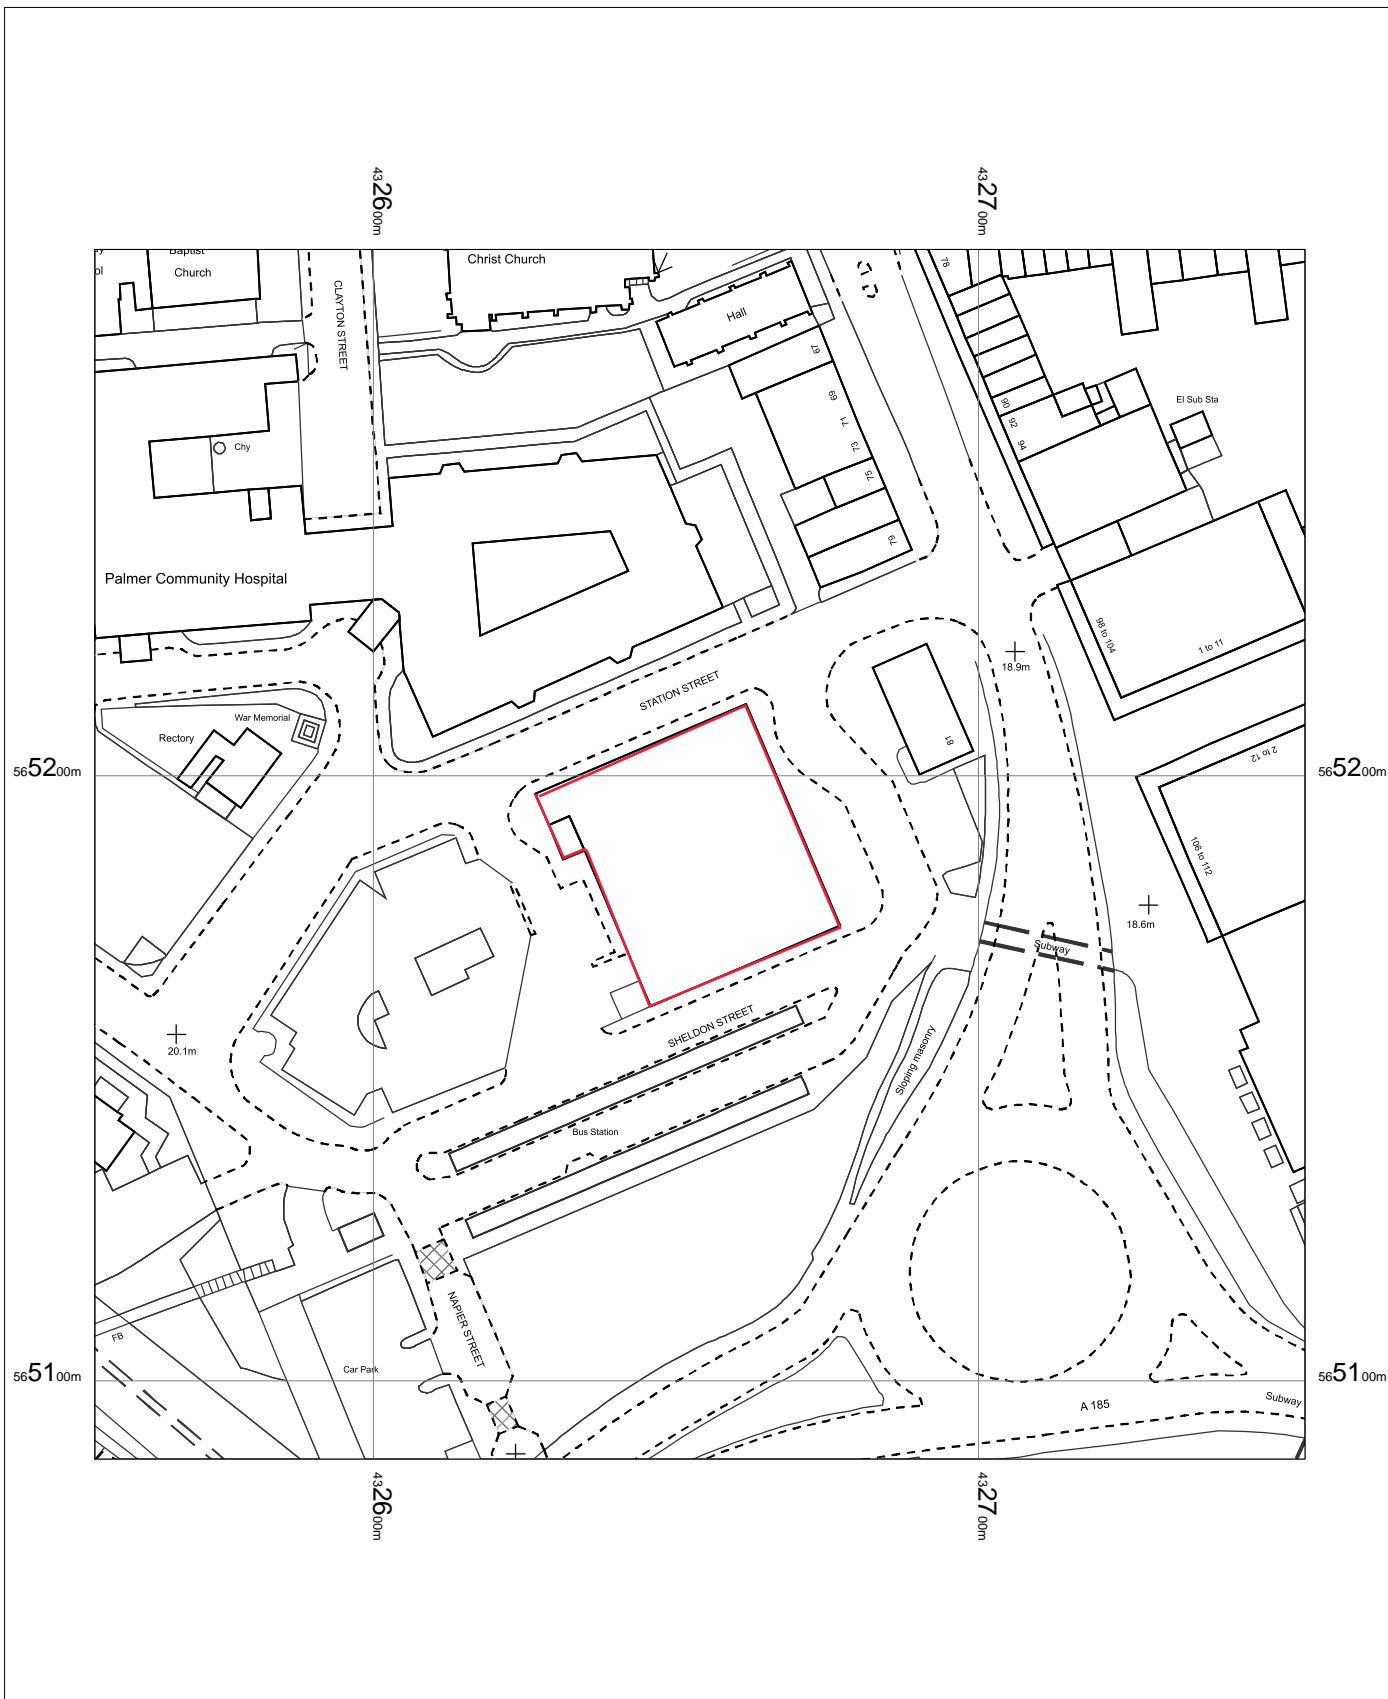 4326 00m
4327 00m
Baptist
Church
Christ Church
CLAYTON STREET
Hall
78
67
69
71
73
75
79
90
92
94
El Sub Sta
Chy
Palmer Community Hospital
98 to 104
1 to 11
18.9m
STATION STREET
War Memorial
Rectory
81
2 to 12
5652 00m
5652 00m
106 to 112
18.6m
Subway
SHELDON STREET
20.1m
Sloping masonry
Bus Station
NAPIER STREET
FB
Car Park
5651 00m
5651 00m
A 185
Subway
4326 00m
4327 00m